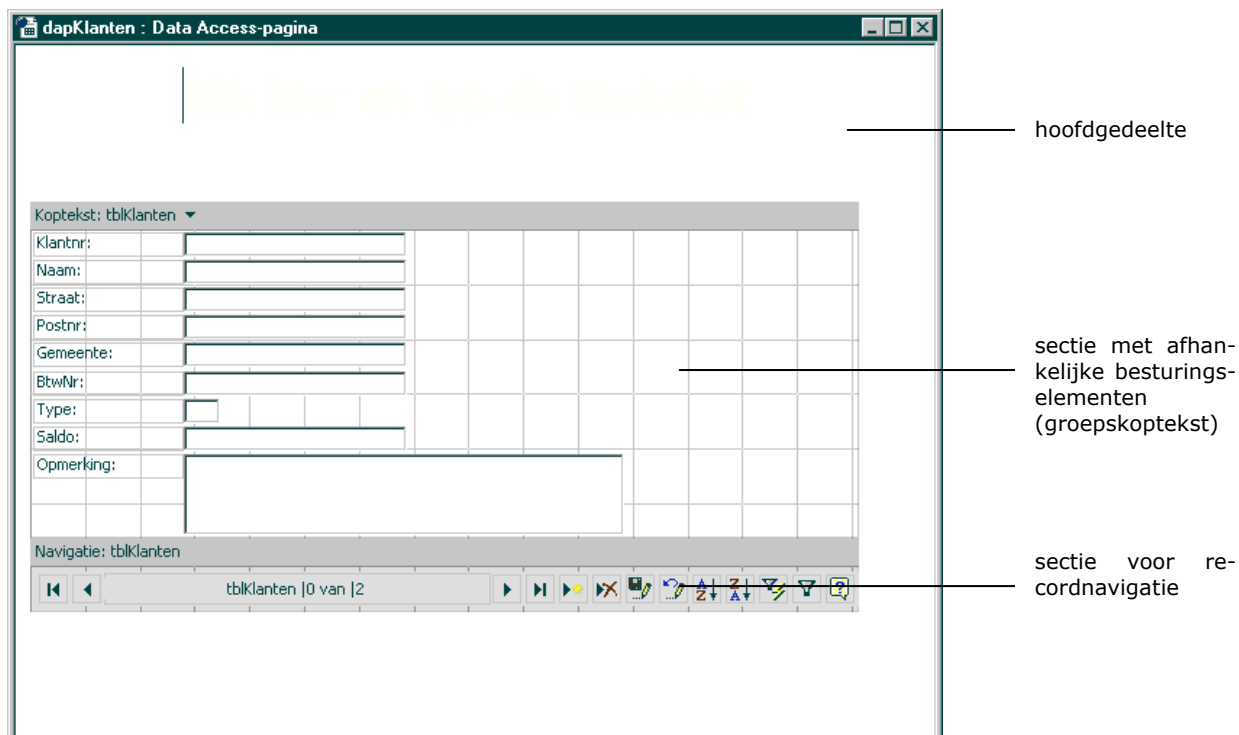 dapKlanten : Data Access-pagina
Klik hier en typ de titeltekst
hoofdgedeelte
Koptekst: tblKlanten
Klantnr:
Naam:
Straat:
Postnr:
Gemeente:
BtwNr:
Type:
Saldo:
Opmerking:
sectie met afhan-
kelijke besturings-
elementen
(groepskoptekst)
Navigatie: tblKlanten
tblKlanten |0 van |2
sectie voor re-
cordnavigatie